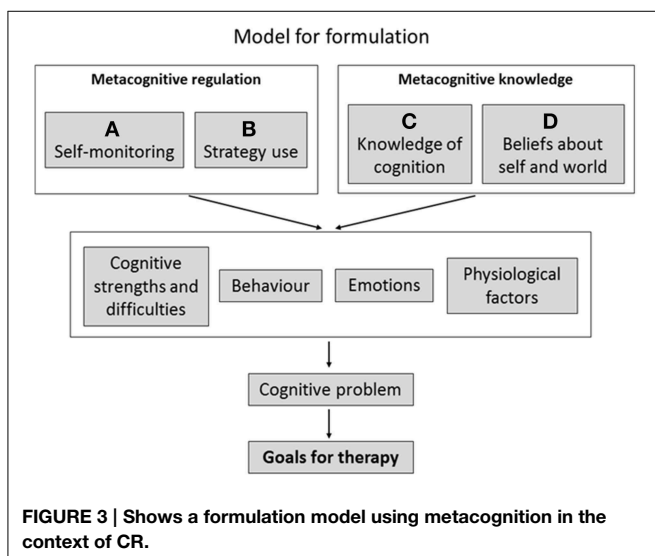 Model for formulation
Metacognitive regulation
A
Self-monitoring
B
Strategy use
Metacognitive knowledge
C
Knowledge of
cognition
D
Beliefs about
self and world
Cognitive
strengths and
difficulties
Behaviour
Emotions
Physiological
factors
Cognitive problem
Goals for therapy
FIGURE 3 | Shows a formulation model using metacognition in the
context of CR.